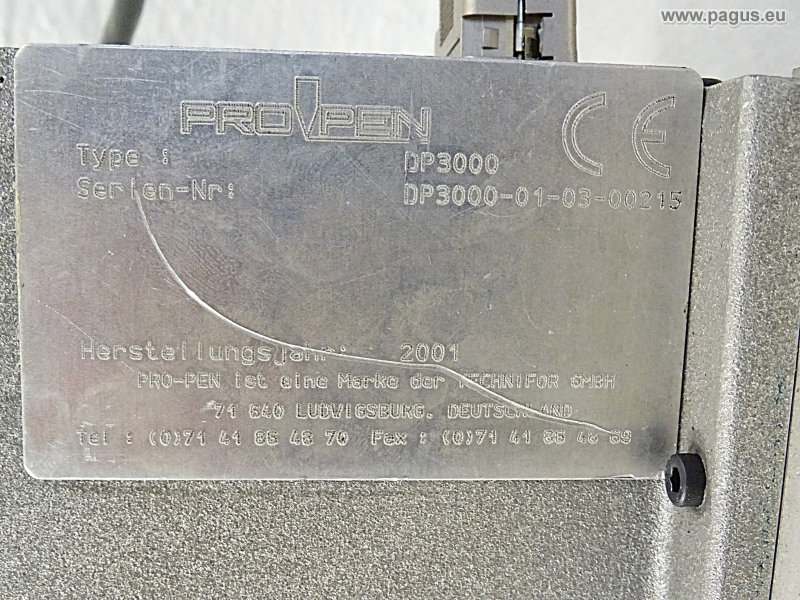 www.pagus.eu
PRO PEN CE
Type : DP3000
Serien-Nr: DP3000-01-03-00215
Herstellungsjahr: 2001
PRO-PEN ist eine Marke der TECHNIFOR GMBH
71 640 LUDWIGSBURG. DEUTSCHLAND
Tel : (0)71 41 86 48 70 Fax : (0)71 41 86 48 69